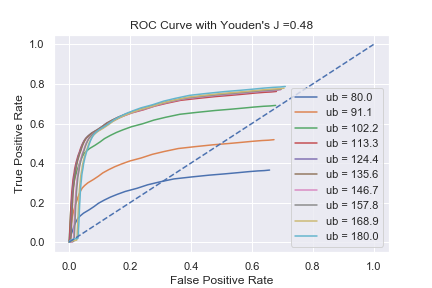 ROC Curve with Youden's J =0.48
True Positive Rate
1.0
0.8
0.6
0.4
0.2
0.0
ub = 80.0
ub = 91.1
ub = 102.2
ub = 113.3
ub = 124.4
ub = 135.6
ub = 146.7
ub = 157.8
ub = 168.9
ub = 180.0
0.0 0.2 0.4 0.6 0.8 1.0
False Positive Rate